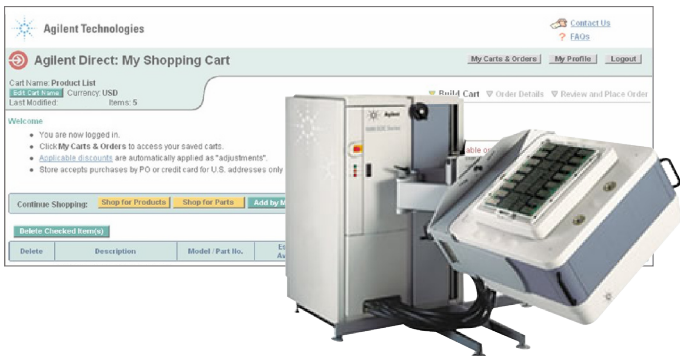 Agilent Technologies
Contact Us
? FAQs
Agilent Direct: My Shopping Cart
My Carts & Orders
My Profile
Logout
Cart Name: Product List
Edit Cart Name Currency: USD
Last Modified: Items: 5
Build Cart Order Details Review and Place Order
Welcome
You are now logged in.
Click My Carts & Orders to access your saved carts.
Applicable discounts are automatically applied as "adjustments".
Store accepts purchases by PO or credit card for U.S. addresses only
Continue Shopping: Shop for Products Shop for Parts Add by M
Delete Checked Item(s)
Delete Description Model / Part No.
Agilent